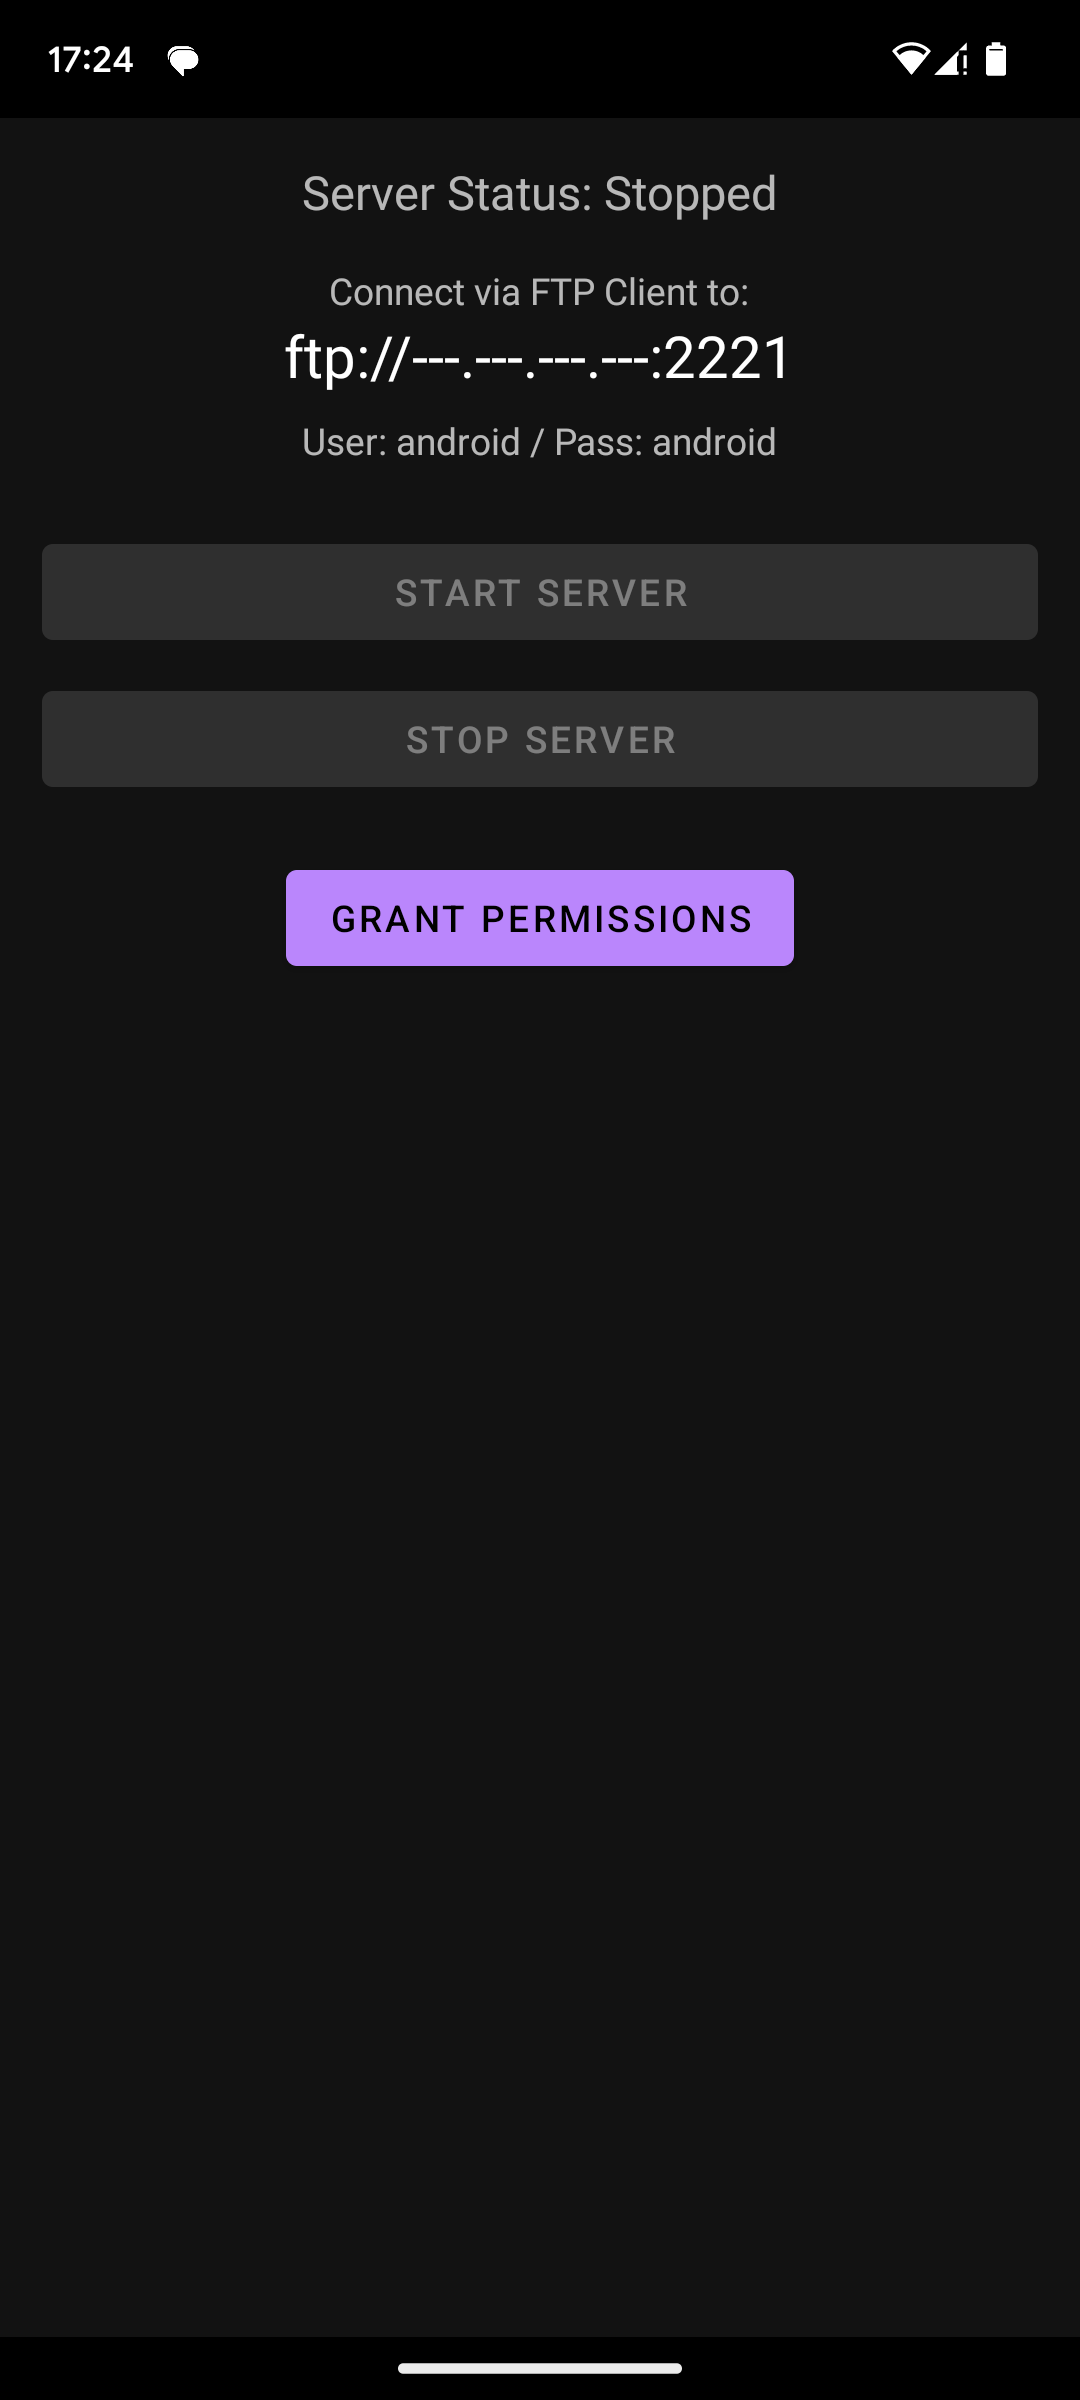 17:24
Server Status: Stopped
Connect via FTP Client to:
ftp://---.---.---.---:2221
User: android / Pass: android
START SERVER
STOP SERVER
GRANT PERMISSIONS